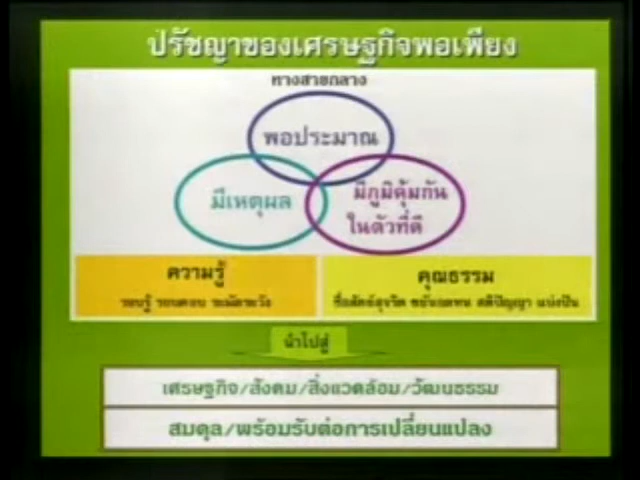 ปรัชญาของเศรษฐกิจพอเพียง
ทางสายกลาง
พอประมาณ
มีเหตุผล
มีภูมิคุ้มกัน
ในตัวที่ดี
ความรู้
รอบรู้ รอบคอบ ระมัดระวัง
คุณธรรม
ซื่อสัตย์สุจริต ขยันอดทน สติปัญญา แบ่งปัน
นำไปสู่
เศรษฐกิจ/สังคม/สิ่งแวดล้อม/วัฒนธรรม
สมดุล/พร้อมรับต่อการเปลี่ยนแปลง